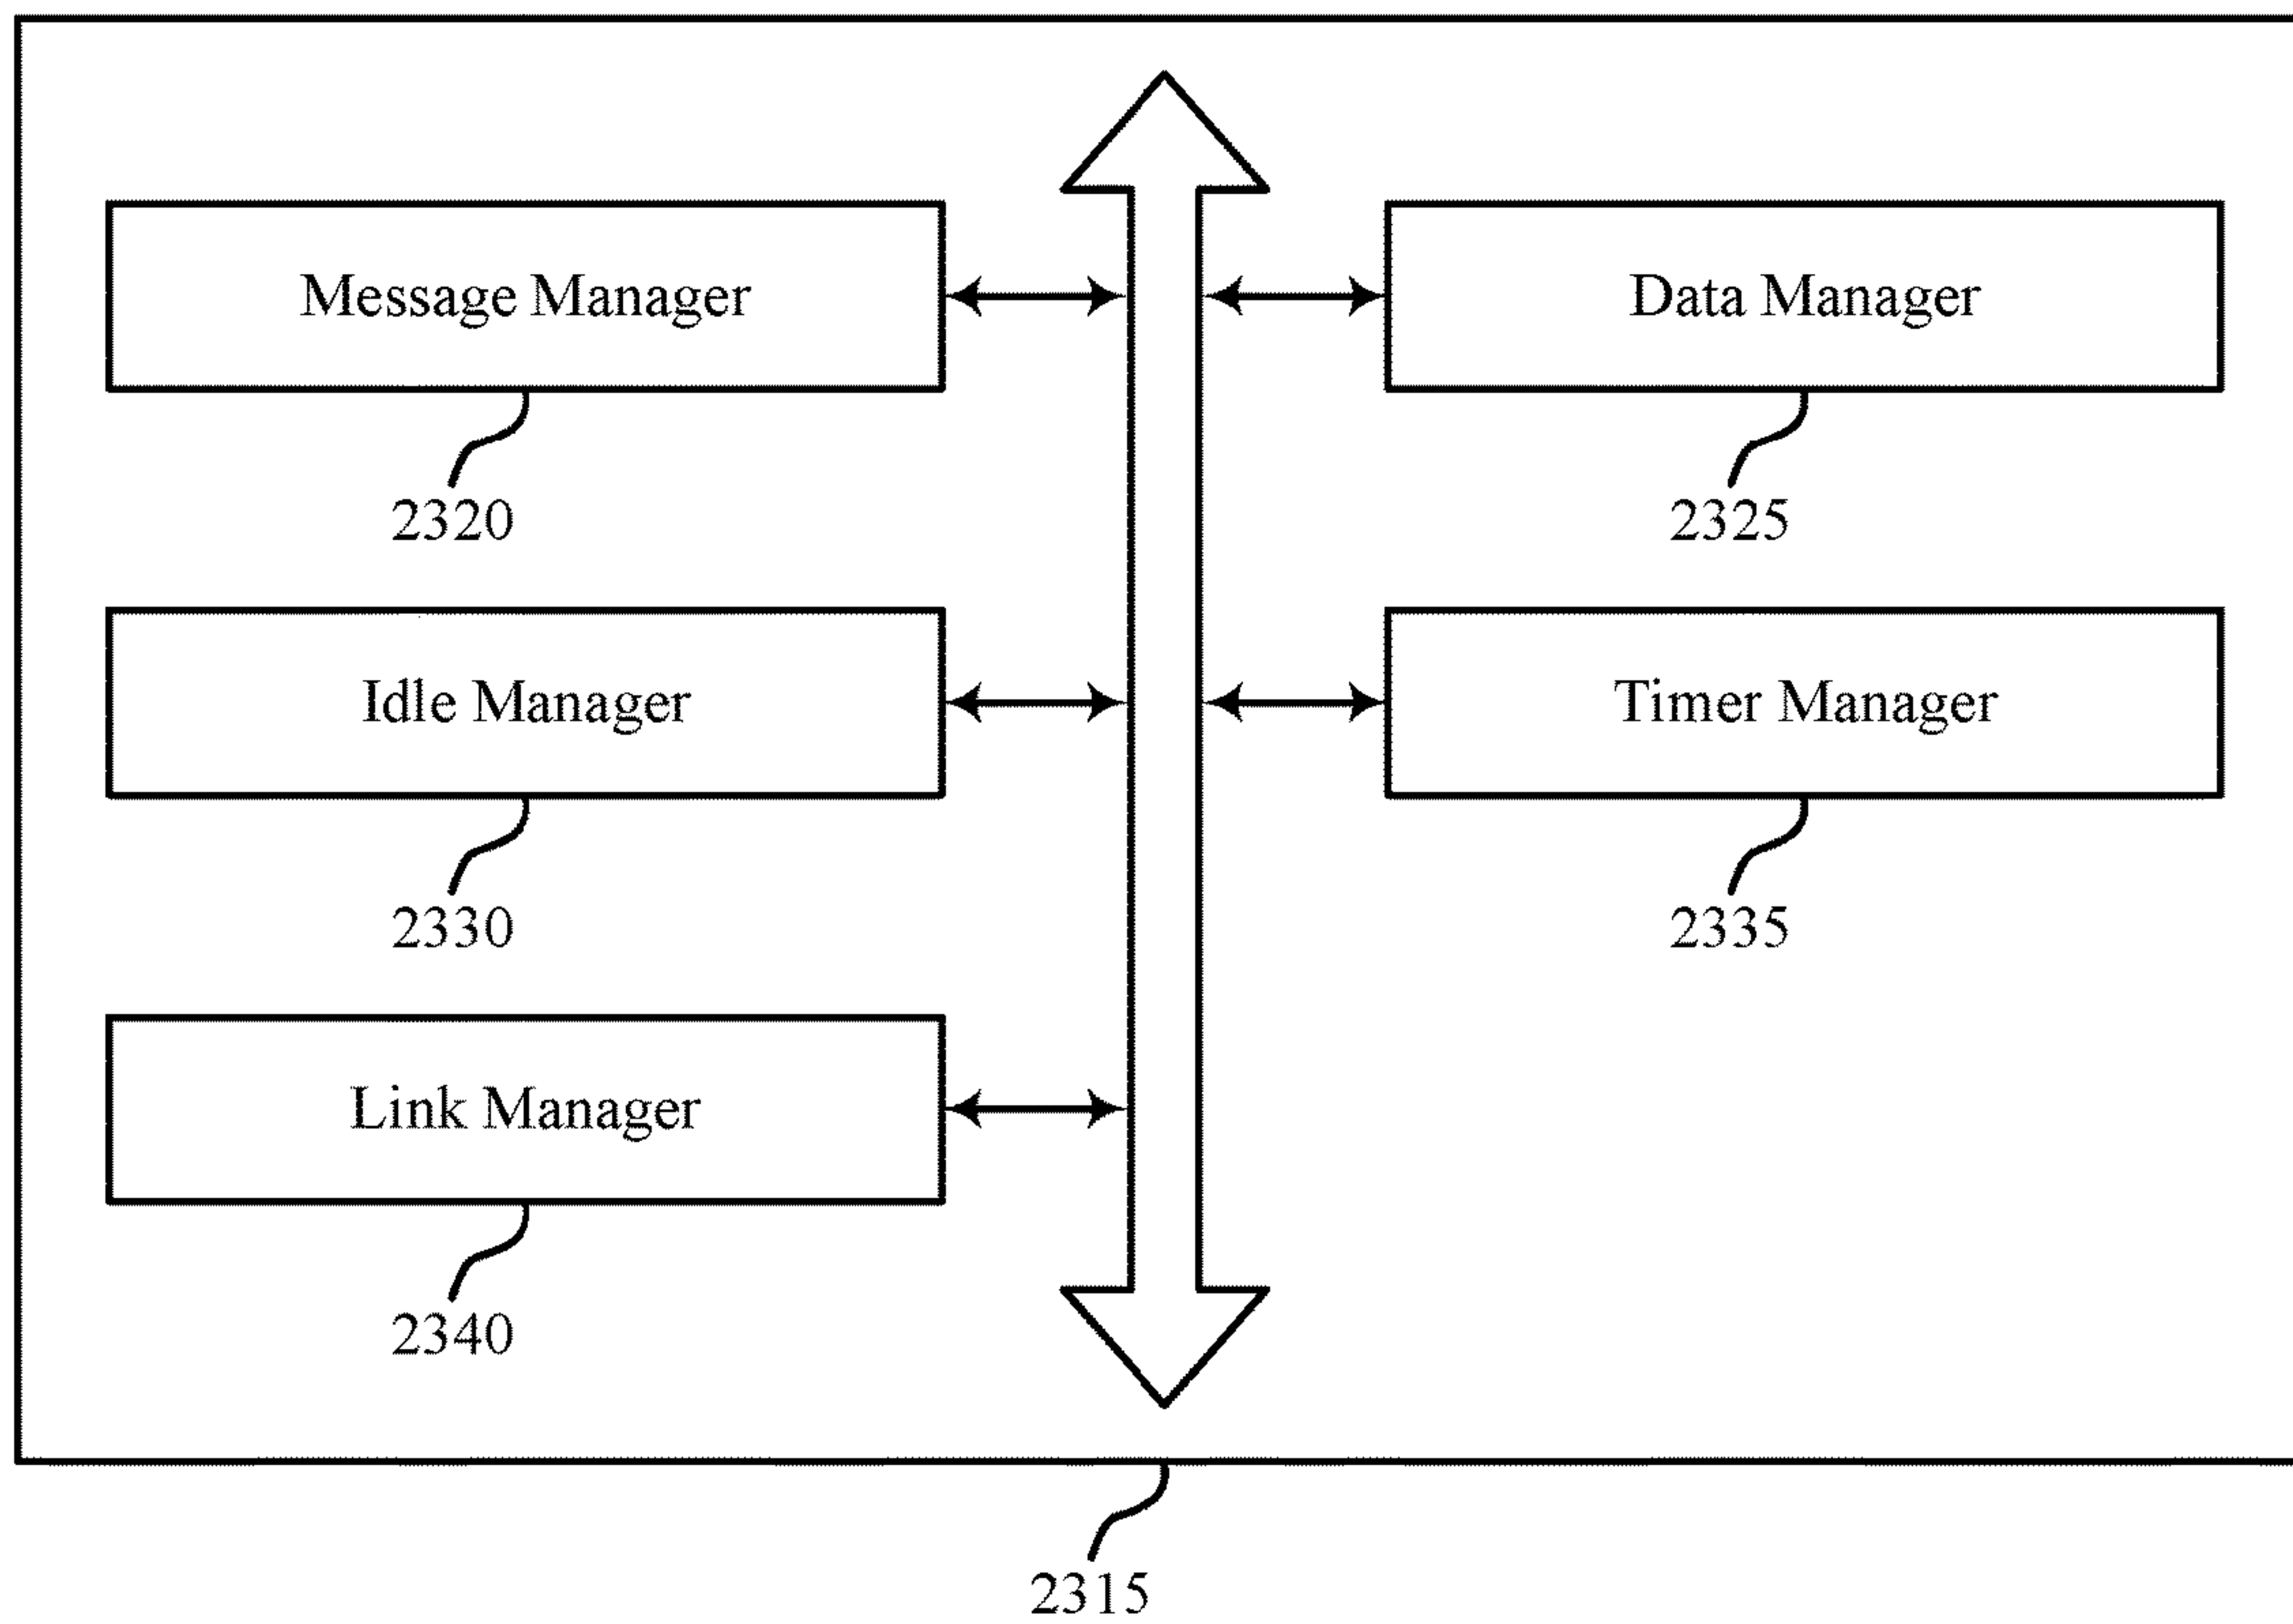 Message Manager
Data Manager
2320
2325
Idle Manager
Timer Manager
2330
2335
Link Manager
2340
2315